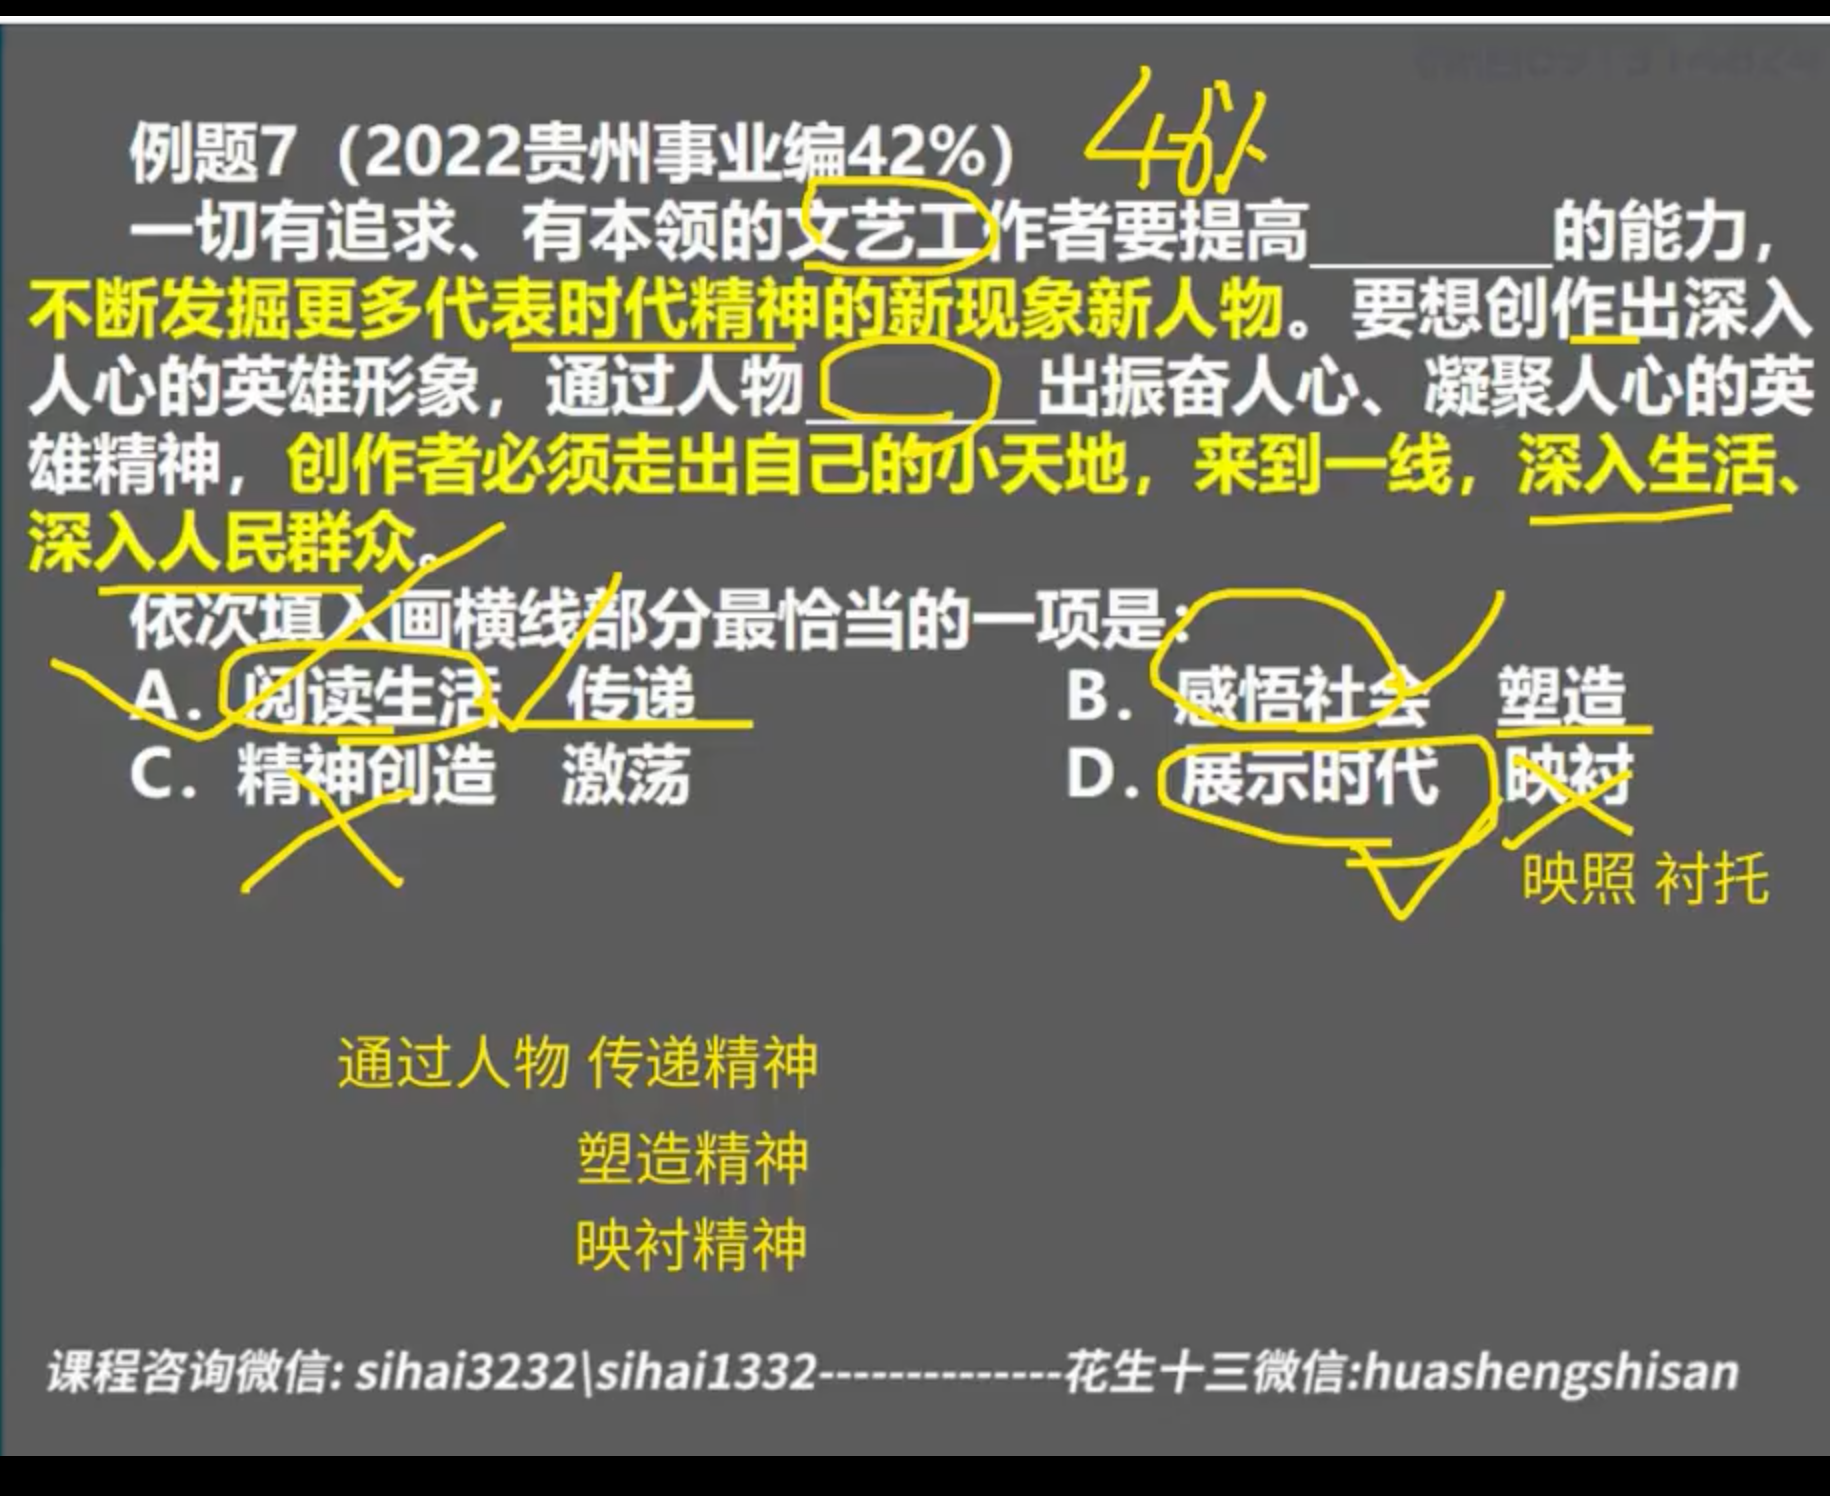 例题7（2022贵州事业编42%）
一切有追求、有本领的文艺工作者要提高________的能力，
不断发掘更多代表时代精神的新现象新人物。要想创作出深入
人心的英雄形象，通过人物________出振奋人心、凝聚人心的英
雄精神，创作者必须走出自己的小天地，来到一线，深入生活、
深入人民群众。
依次填入画横线部分最恰当的一项是：
A. 阅读生活 传递 B. 感悟社会 塑造
C. 精神创造 激荡 D. 展示时代 映衬
映照 衬托
通过人物 传递精神
塑造精神
映衬精神
课程咨询微信: sihai3232\sihai1332-------------花生十三微信:huashengshisan